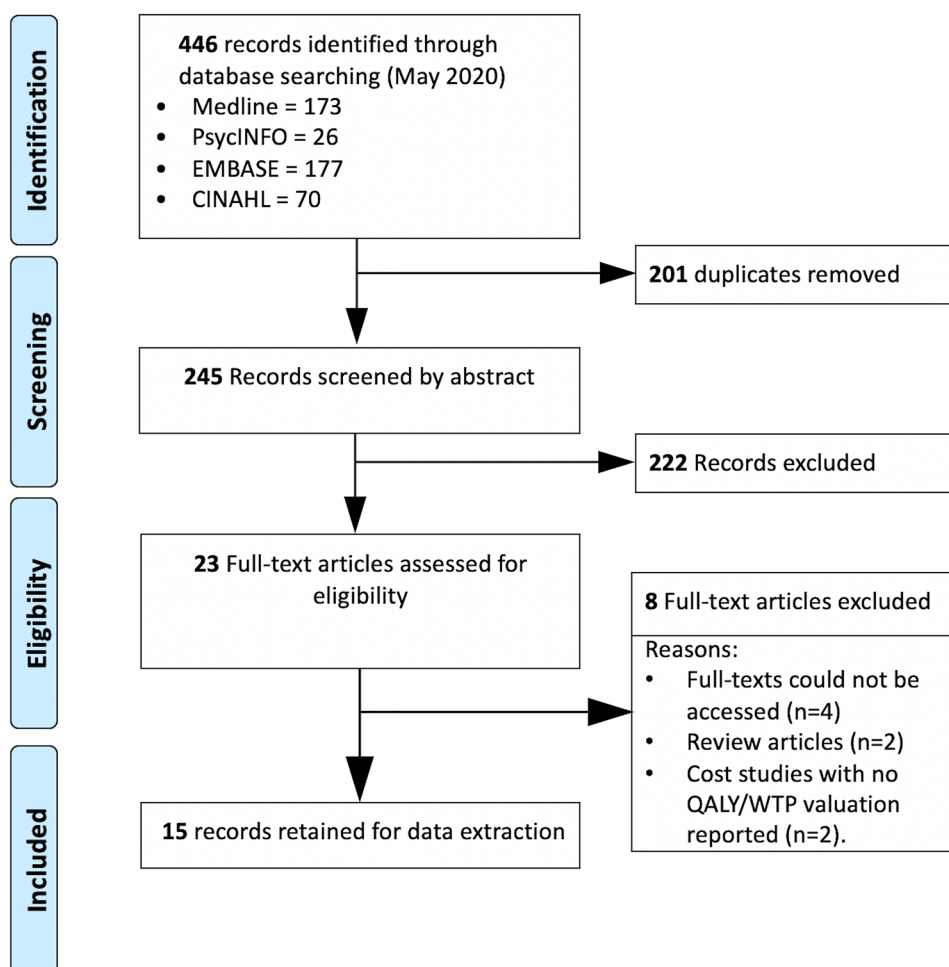 Identification
446 records identified through
database searching (May 2020)
• Medline = 173
• PsycINFO = 26
• EMBASE = 177
• CINAHL = 70
201 duplicates removed
Screening
245 Records screened by abstract
222 Records excluded
Eligibility
23 Full-text articles assessed for
eligibility
8 Full-text articles excluded
Reasons:
• Full-texts could not be
accessed (n=4)
• Review articles (n=2)
• Cost studies with no
QALY/WTP valuation
reported (n=2).
Included
15 records retained for data extraction